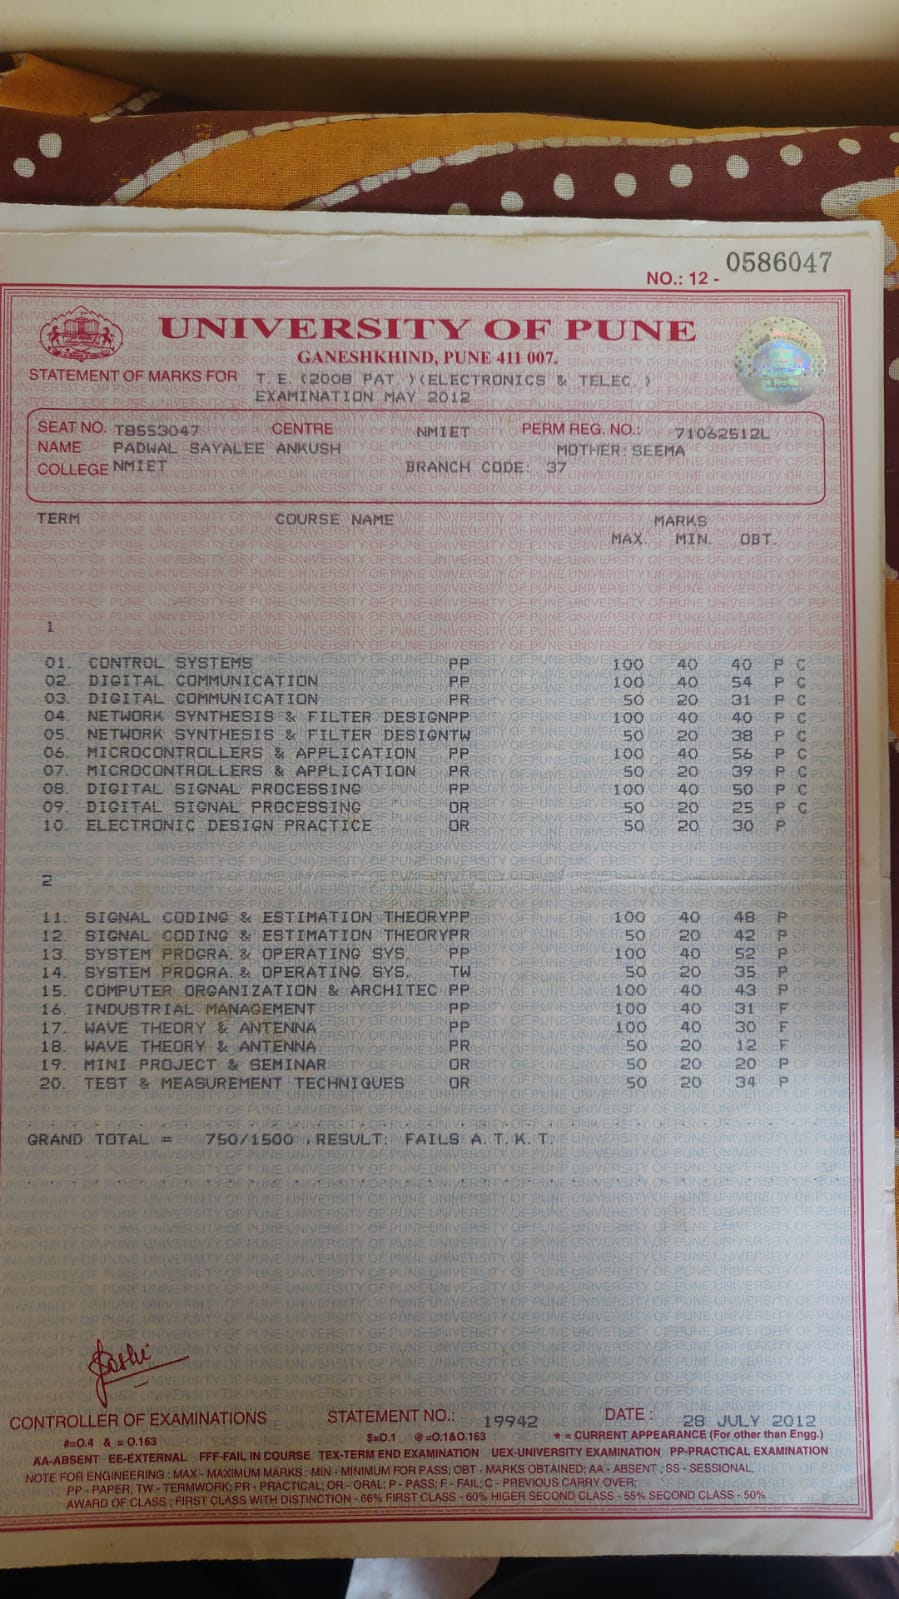 NO.: 12 - 0586047
UNIVERSITY OF PUNE
GANESHKHIND, PUNE 411 007.
STATEMENT OF MARKS FOR T. E. (2008 PAT. )(ELECTRONICS & TELEC. )
EXAMINATION MAY 2012
SEAT NO. T8553047 CENTRE NMIET PERM REG. NO.: 71062512L
NAME PADWAL SAYALEE ANKUSH MOTHER: SEEMA
COLLEGE NMIET BRANCH CODE: 37
TERM COURSE NAME MARKS
MAX. MIN. OBT.
1
01. CONTROL SYSTEMS PP 100 40 40 P C
02. DIGITAL COMMUNICATION PP 100 40 54 P C
03. DIGITAL COMMUNICATION PR 50 20 31 P C
04. NETWORK SYNTHESIS & FILTER DESIGNPP 100 40 40 P C
05. NETWORK SYNTHESIS & FILTER DESIGNTW 50 20 38 P C
06. MICROCONTROLLERS & APPLICATION PP 100 40 56 P C
07. MICROCONTROLLERS & APPLICATION PR 50 20 39 P C
08. DIGITAL SIGNAL PROCESSING PP 100 40 50 P C
09. DIGITAL SIGNAL PROCESSING OR 50 20 25 P C
10. ELECTRONIC DESIGN PRACTICE OR 50 20 30 P
2
11. SIGNAL CODING & ESTIMATION THEORYPP 100 40 48 P
12. SIGNAL CODING & ESTIMATION THEORYPR 50 20 42 P
13. SYSTEM PROGRA. & OPERATING SYS. PP 100 40 52 P
14. SYSTEM PROGRA. & OPERATING SYS. TW 50 20 35 P
15. COMPUTER ORGANIZATION & ARCHITEC PP 100 40 43 P
16. INDUSTRIAL MANAGEMENT PP 100 40 31 F
17. WAVE THEORY & ANTENNA PP 100 40 30 F
18. WAVE THEORY & ANTENNA PR 50 20 12 F
19. MINI PROJECT & SEMINAR OR 50 20 20 P
20. TEST & MEASUREMENT TECHNIQUES OR 50 20 34 P
GRAND TOTAL = 750/1500 , RESULT: FAILS A. T. K. T.
CONTROLLER OF EXAMINATIONS STATEMENT NO.: 19942 DATE : 28 JULY 2012
#=O.4 & = O.163 $=O.1 @=O.1&O.163 * = CURRENT APPEARANCE (For other than Engg.)
AA-ABSENT EE-EXTERNAL FFF-FAIL IN COURSE TEX-TERM END EXAMINATION UEX-UNIVERSITY EXAMINATION PP-PRACTICAL EXAMINATION
NOTE FOR ENGINEERING : MAX - MAXIMUM MARKS : MIN - MINIMUM FOR PASS; OBT - MARKS OBTAINED; AA - ABSENT ; SS - SESSIONAL,
PP - PAPER; TW - TERMWORK; PR - PRACTICAL; OR - ORAL; P - PASS; F - FAIL; C - PREVIOUS CARRY OVER;
AWARD OF CLASS ; FIRST CLASS WITH DISTINCTION - 66% FIRST CLASS - 60% HIGER SECOND CLASS - 55% SECOND CLASS - 50%